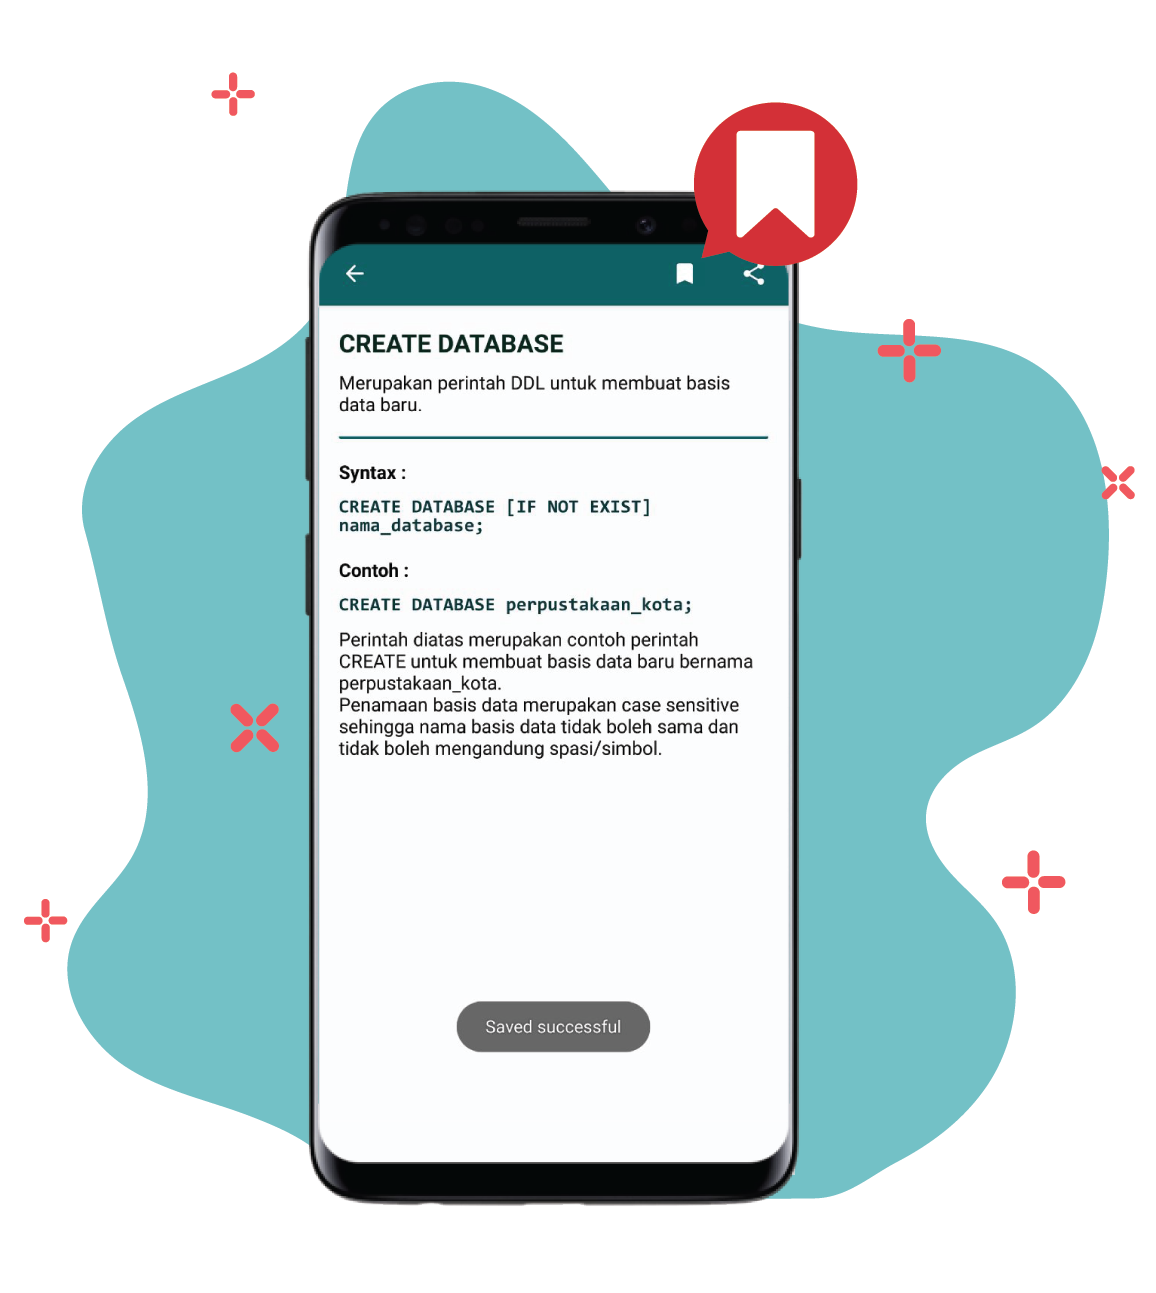 CREATE DATABASE
Merupakan perintah DDL untuk membuat basis
data baru.
Syntax :
CREATE DATABASE [IF NOT EXIST]
nama_database;
Contoh :
CREATE DATABASE perpustakaan_kota;
Perintah diatas merupakan contoh perintah
CREATE untuk membuat basis data baru bernama
perpustakaan_kota.
Penamaan basis data merupakan case sensitive
sehingga nama basis data tidak boleh sama dan
tidak boleh mengandung spasi/simbol.
Saved successful